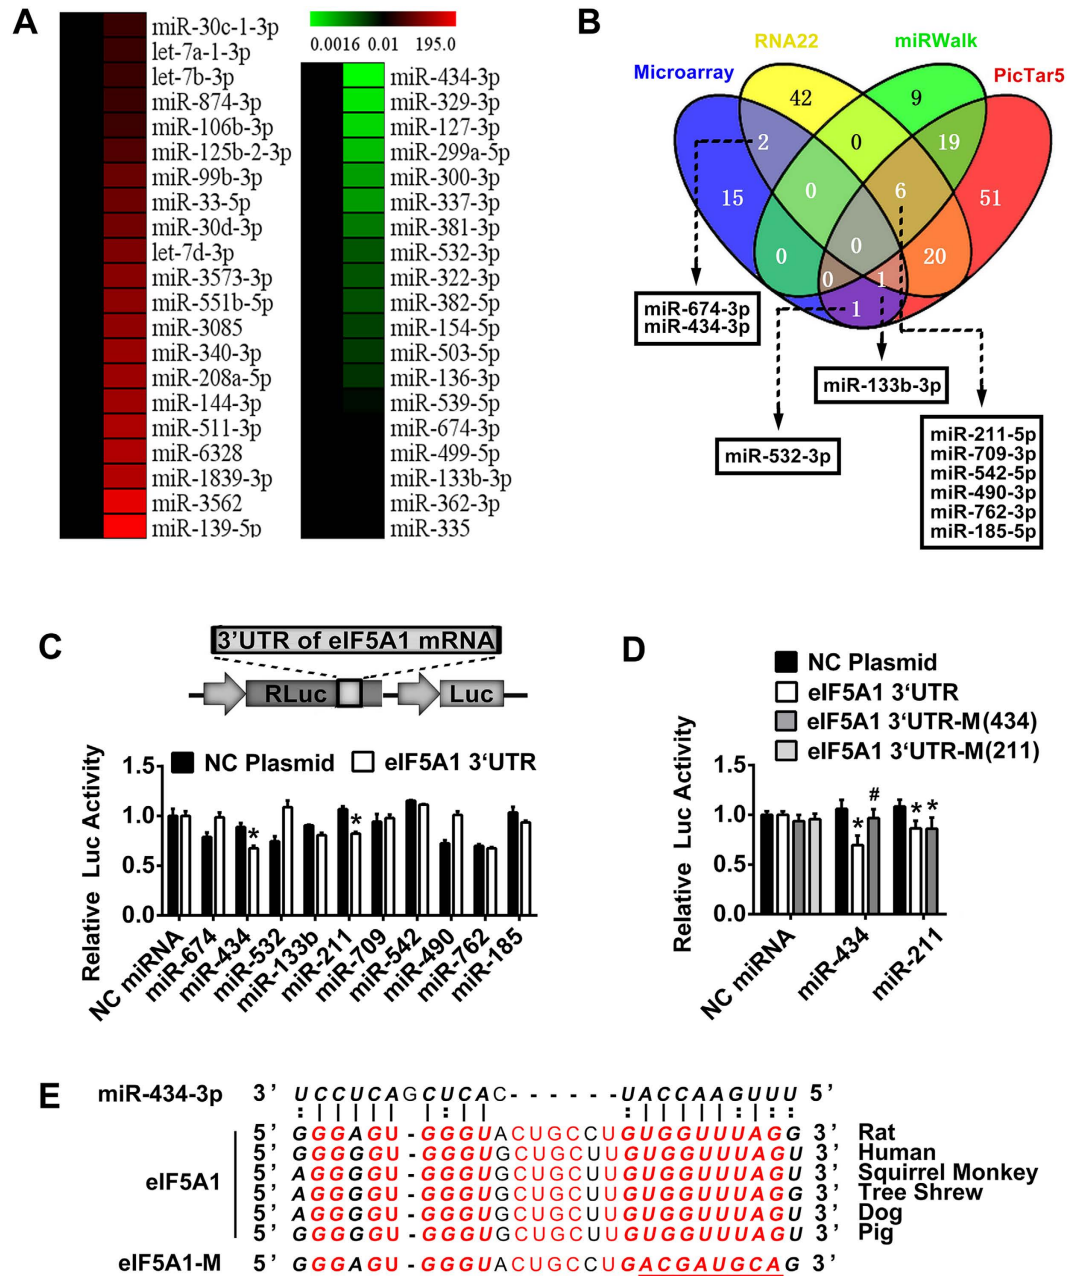 A
miR-30c-1-3p
let-7a-1-3p
let-7b-3p
miR-874-3p
miR-106b-3p
miR-125b-2-3p
miR-99b-3p
miR-33-5p
miR-30d-3p
let-7d-3p
miR-3573-3p
miR-551b-5p
miR-3085
miR-340-3p
miR-208a-5p
miR-144-3p
miR-511-3p
miR-6328
miR-1839-3p
miR-3562
miR-139-5p
0.0016 0.01 195.0
miR-434-3p
miR-329-3p
miR-127-3p
miR-299a-5p
miR-300-3p
miR-337-3p
miR-381-3p
miR-532-3p
miR-322-3p
miR-382-5p
miR-154-5p
miR-503-5p
miR-136-3p
miR-539-5p
miR-674-3p
miR-499-5p
miR-133b-3p
miR-362-3p
miR-335
B
RNA22 miRWalk
Microarray PicTar5
42 9
2 0 19
15 0 6 51
0 0 20
0 1
1
miR-674-3p
miR-434-3p
miR-133b-3p
miR-532-3p
miR-211-5p
miR-709-3p
miR-542-5p
miR-490-3p
miR-762-3p
miR-185-5p
C
3’UTR of eIF5A1 mRNA
RLuc Luc
NC Plasmid eIF5A1 3‘UTR
Relative Luc Activity
1.5
1.0
0.5
0.0
* *
NC miRNA
miR-674
miR-434
miR-532
miR-133b
miR-211
miR-709
miR-542
miR-490
miR-762
miR-185
D
NC Plasmid
eIF5A1 3‘UTR
eIF5A1 3‘UTR-M(434)
eIF5A1 3‘UTR-M(211)
Relative Luc Activity
1.5
1.0
0.5
0.0
* # * *
NC miRNA
miR-434
miR-211
E
miR-434-3p 3’ UCCUCAGCUCAC------UACCAAGUUU 5’
eIF5A1
5’ GGGAGU-GGGUACUGCCUGUGGUUUAGG 3’ Rat
5’ GGGGGU-GGGUGCUGCUUGUGGUUUAGU 3’ Human
5’ AGGGGU-GGGUGCUGCUUGUGGUUUAGU 3’ Squirrel Monkey
5’ AGGGGU-GGGUGCUGCUUGUGGUUUAGG 3’ Tree Shrew
5’ AGGGGU-GGGUGCUGCUUGUGGUUUAGU 3’ Dog
5’ GGGGGU-GGGUGCUGCUUGUGGUUUAGU 3’ Pig
eIF5A1-M 5’ GGGAGU-GGGUACUGCCUGACGAUGCAG 3’